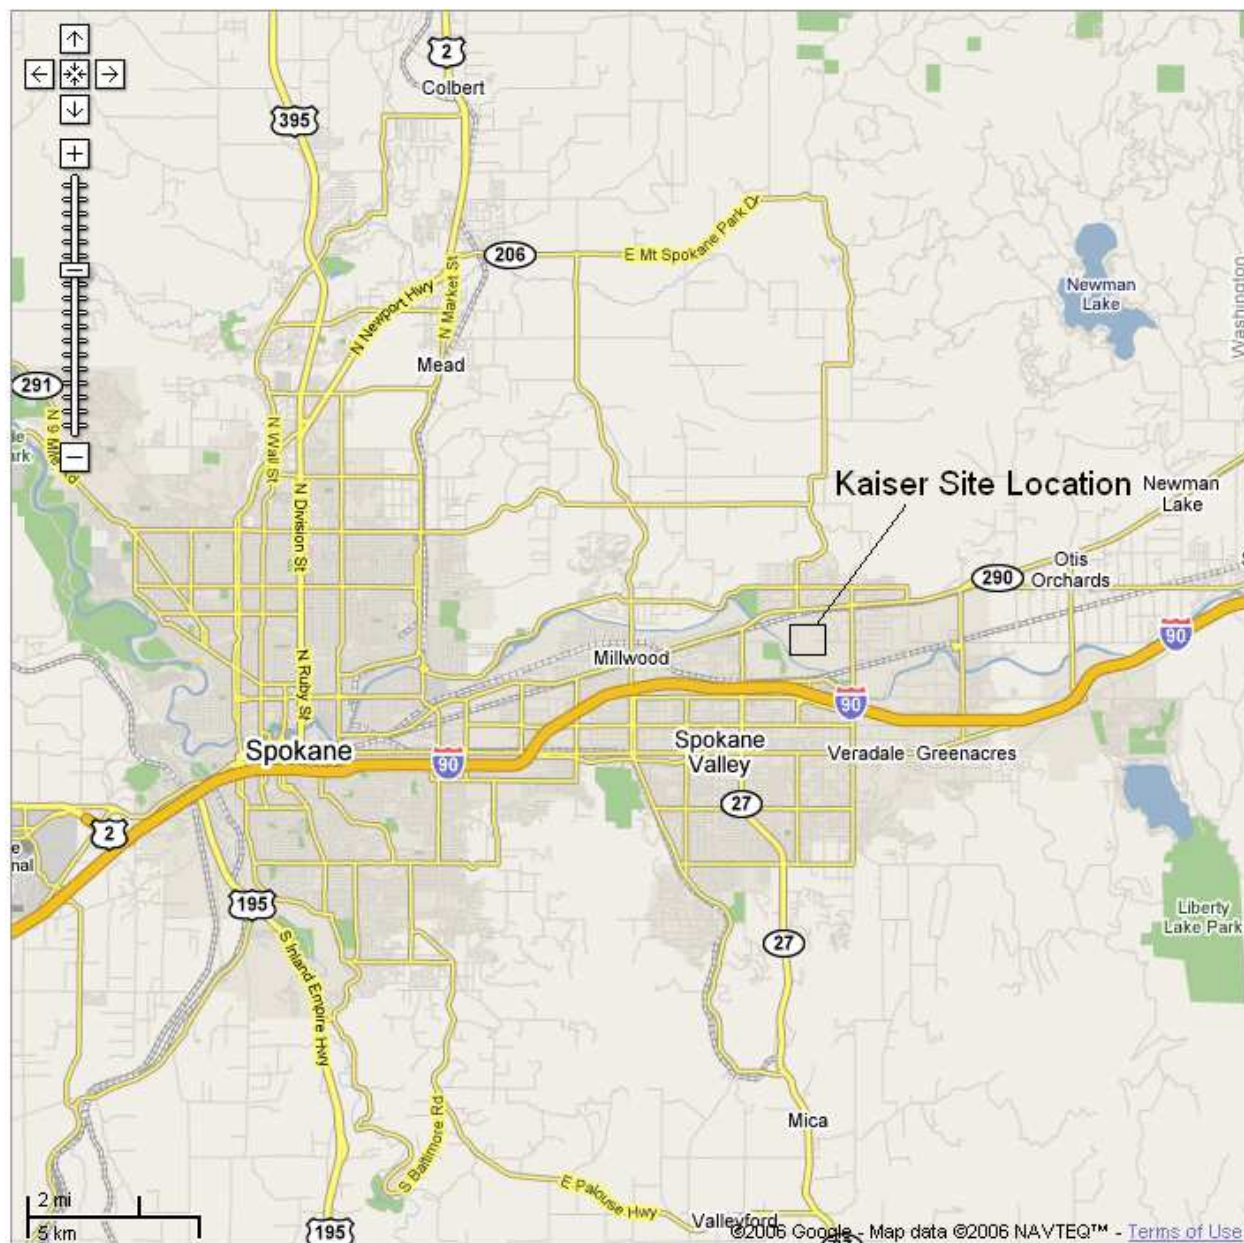 2
Colbert
395
206
E Mt Spokane Park Dr
N Market St
N Newport Hwy
Newman
Lake
Washington
Mead
291
N 9 Mile Rd
N Wall St
N Division St
Kaiser Site Location
Newman
Lake
Otis
Orchards
290
90
Millwood
N Ruby St
90
Spokane
90
Spokane
Valley
Veradale
Greenacres
27
2
195
Liberty
Lake Park
27
S Inland Empire Hwy
Mica
S Baltimore Rd
E Palouse Hwy
2 mi
5 km
195
Valleyford
©2006 Google - Map data ©2006 NAVTEQ™ - Terms of Use